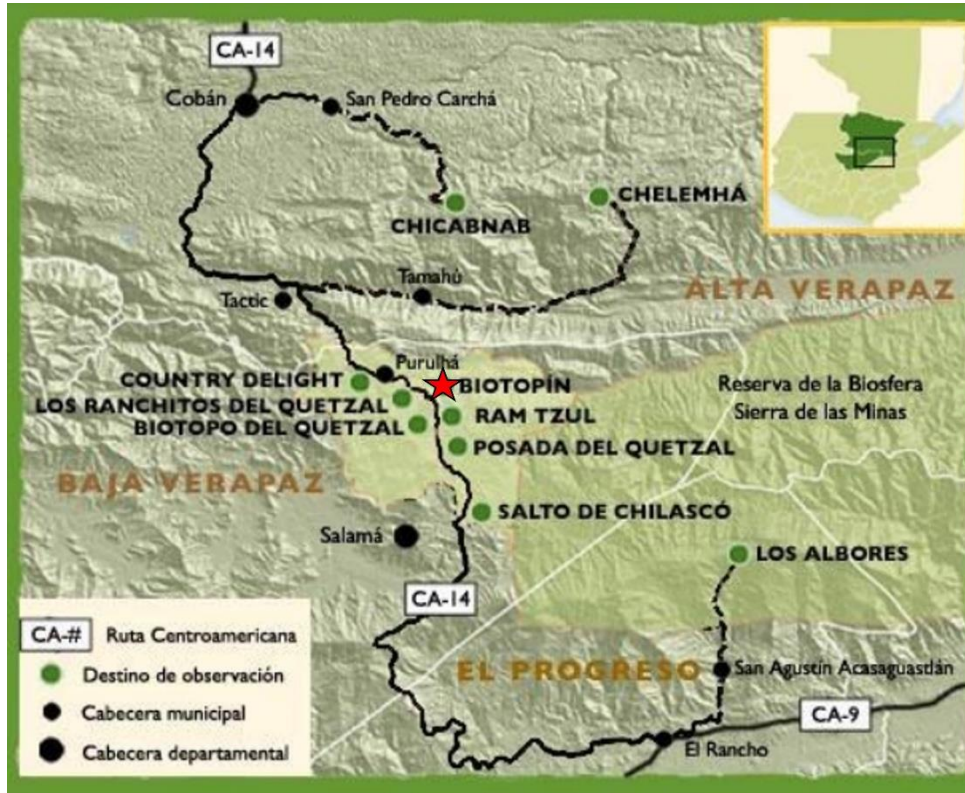 CA-14
Cobán
San Pedro Carchá
CHELEMHÁ
CHICABNAB
Tamahú
ALTA VERAPAZ
Tactic
Purulhá
COUNTRY DELIGHT
BIOTOPÍN
Reserva de la Biosfera
Sierra de las Minas
LOS RANCHITOS DEL QUETZAL
RAM TZUL
BIOTOPO DEL QUETZAL
POSADA DEL QUETZAL
BAJA VERAPAZ
SALTO DE CHILASCÓ
Salamá
LOS ALBORES
CA-14
EL PROGRESO
San Agustín Acasaguastlán
CA-9
El Rancho
CA-# Ruta Centroamericana
Destino de observación
Cabecera municipal
Cabecera departamental